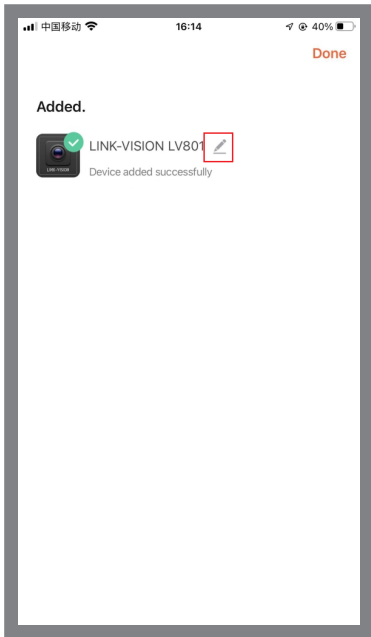 中国移动 16:14 40%
Done
Added.
LINK-VISION LV801
Device added successfully
LINK-VISION